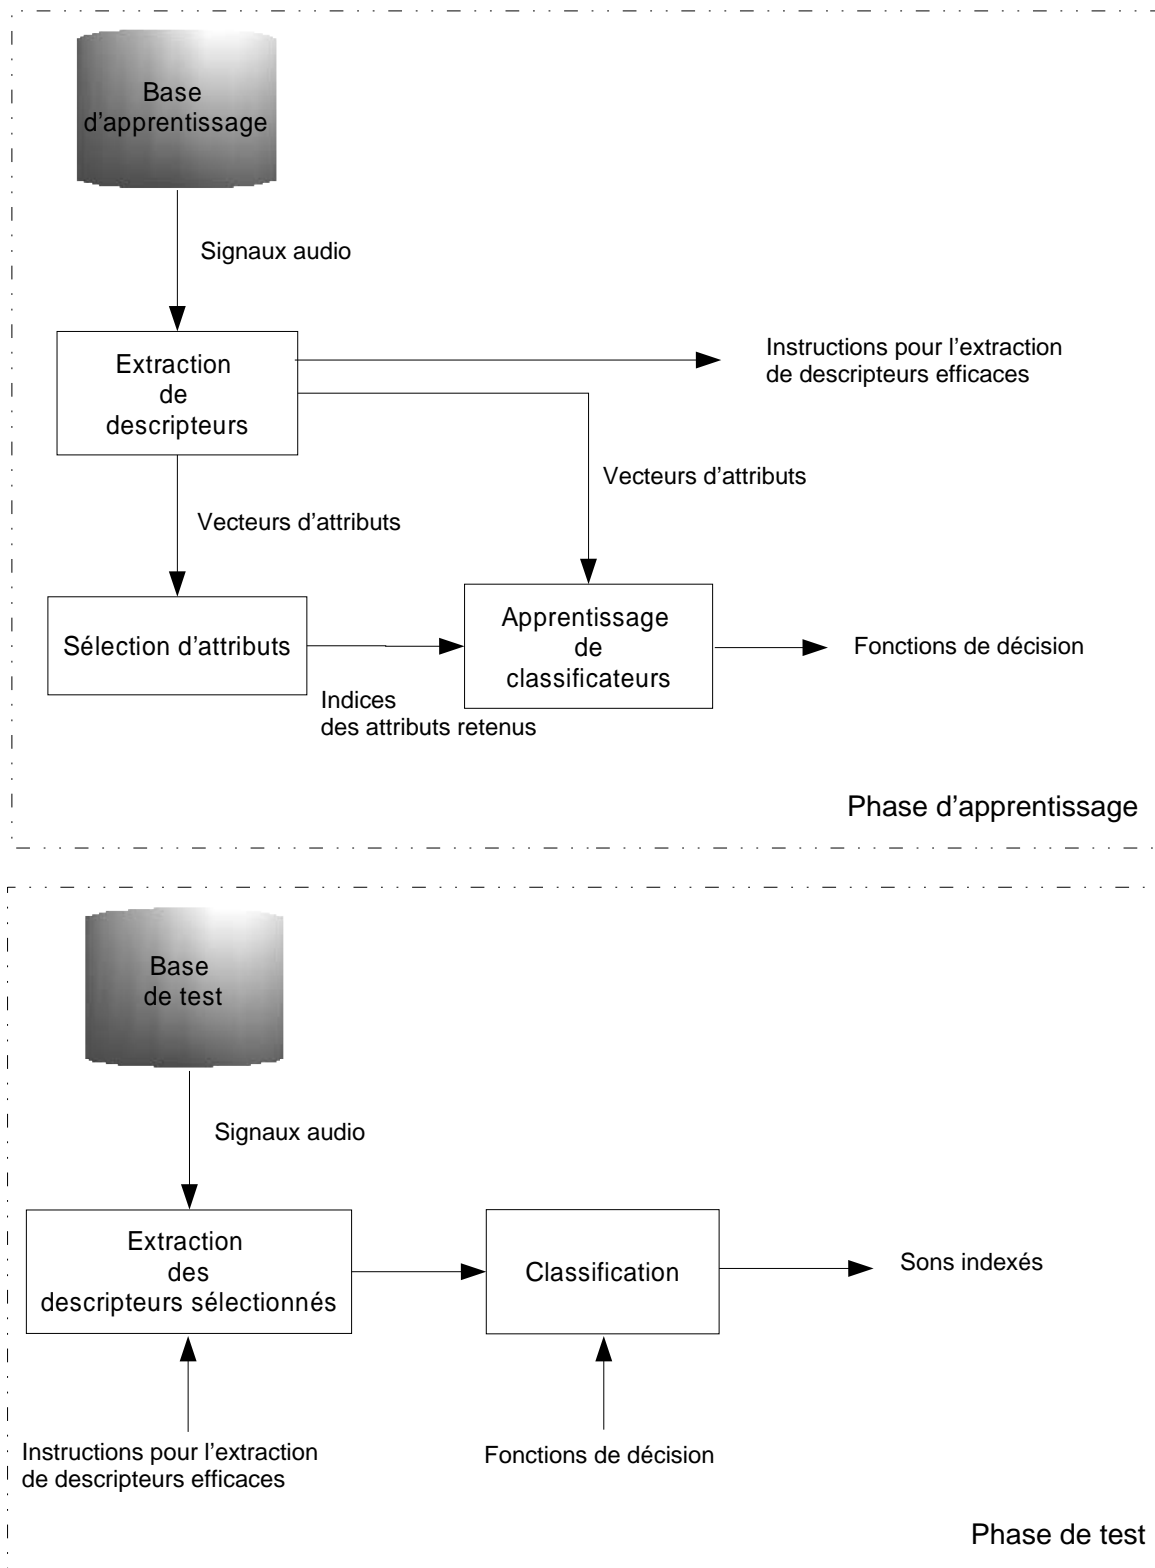 Base
d’apprentissage
Signaux audio
Extraction
de
descripteurs
Instructions pour l’extraction
de descripteurs efficaces
Vecteurs d’attributs
Vecteurs d’attributs
Sélection d’attributs
Apprentissage
de
classificateurs
Fonctions de décision
Indices
des attributs retenus
Phase d’apprentissage
Base
de test
Signaux audio
Extraction
des
descripteurs sélectionnés
Classification
Sons indexés
Instructions pour l’extraction
de descripteurs efficaces
Fonctions de décision
Phase de test